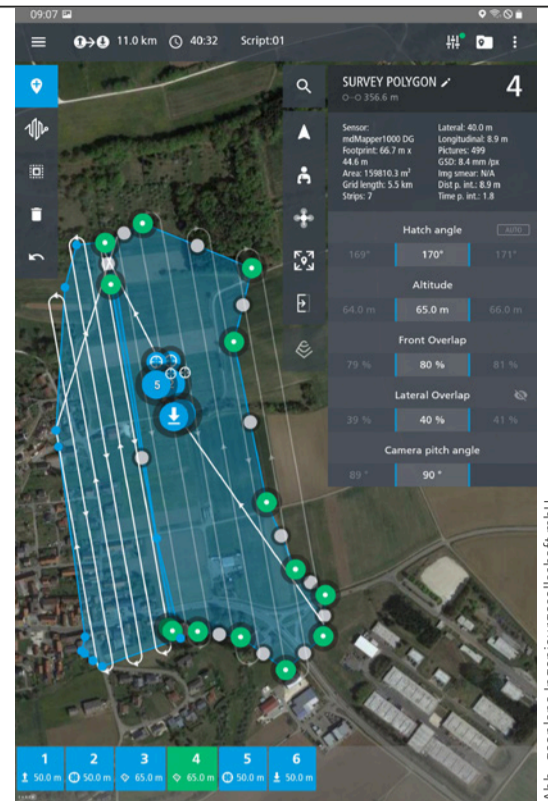 09:07
11.0 km 40:32 Script:01
SURVEY POLYGON 4
356.6 m
Sensor:
mdMapper1000 DG
Footprint: 66.7 m x
44.6 m
Area: 159810.3 m²
Grid length: 5.5 km
Strips: 7
Lateral: 40.0 m
Longitudinal: 8.9 m
Pictures: 499
GSD: 8.4 mm /px
Img smear: N/A
Dist p. int.: 8.9 m
Time p. int.: 1.8
Hatch angle AUTO
169° 170° 171°
Altitude
64.0 m 65.0 m 66.0 m
Front Overlap
79 % 80 % 81 %
Lateral Overlap
39 % 40 % 41 %
Camera pitch angle
89 ° 90 °
5
1 2 3 4 5 6
50.0 m 50.0 m 65.0 m 65.0 m 50.0 m 50.0 m